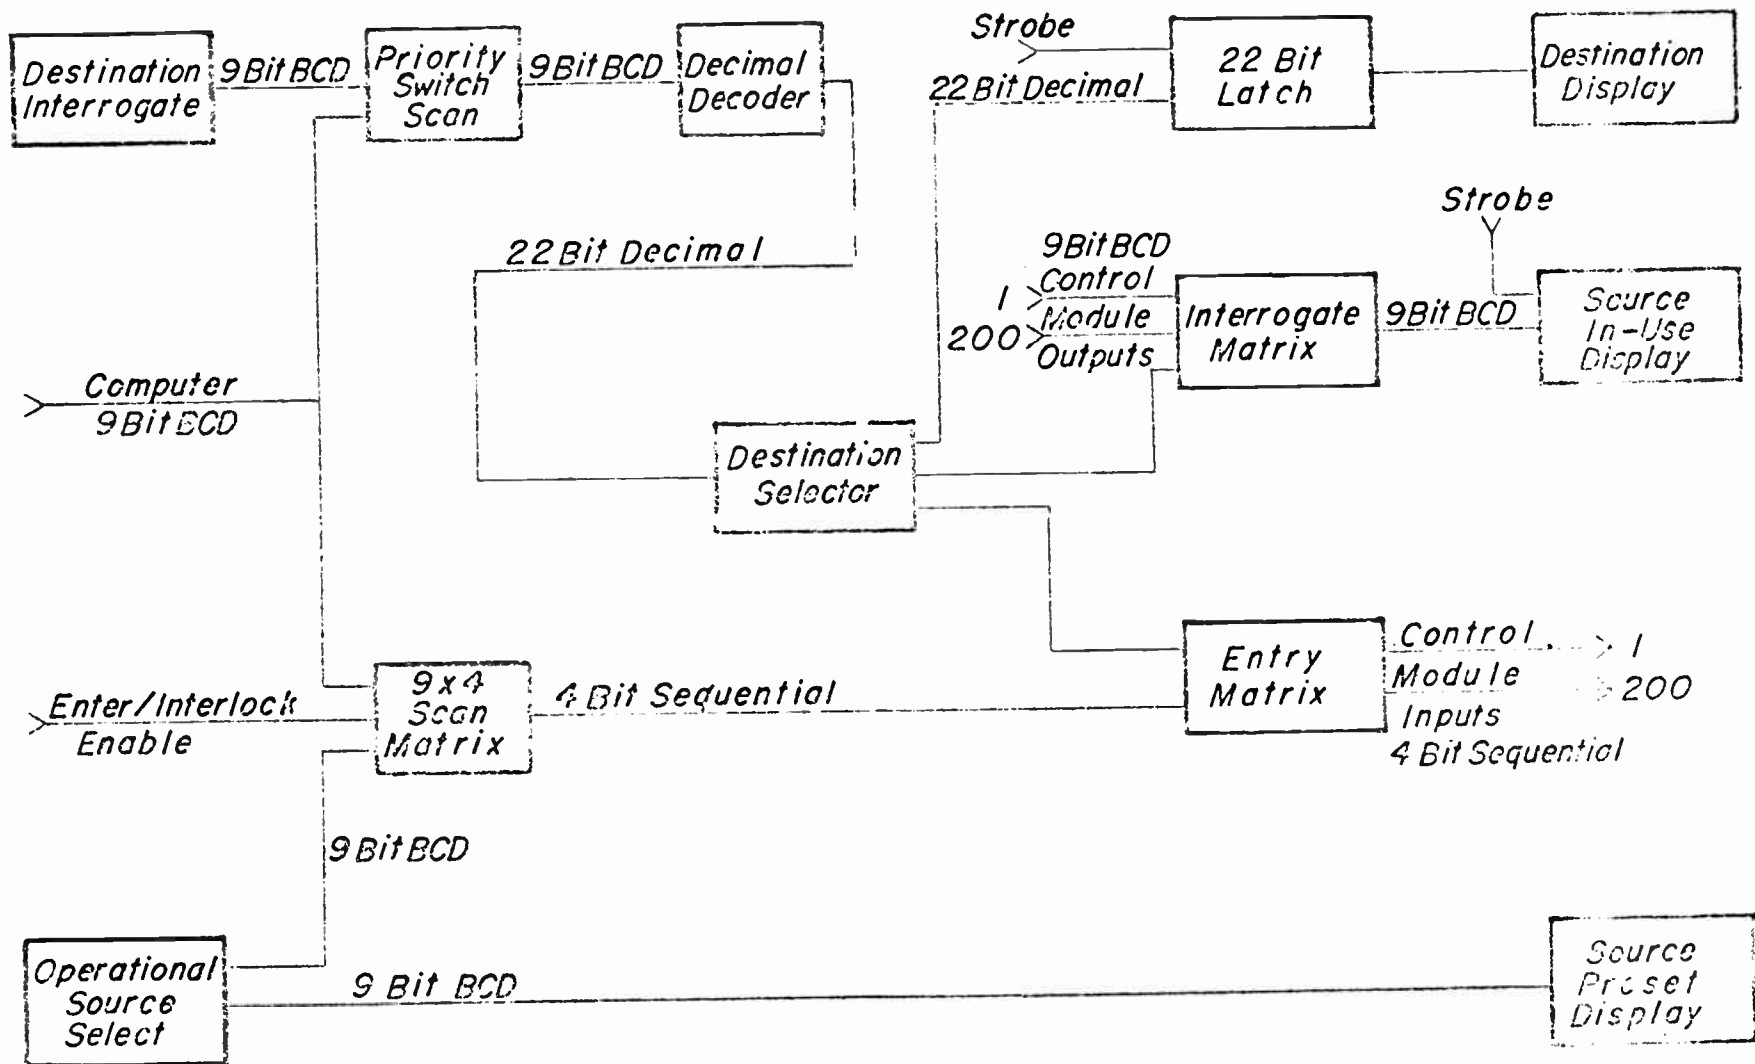 Destination
Interrogate
9 Bit BCD
Priority
Switch
Scan
9 Bit BCD
Decimal
Decoder
Strobe
22 Bit Decimal
22 Bit
Latch
Destination
Display
22 Bit Decimal
Strobe
9 Bit BCD
Control
1
Module
200
Outputs
Interrogate
Matrix
9 Bit BCD
Source
In-Use
Display
Computer
9 Bit BCD
Destination
Selector
Enter/Interlock
Enable
9x4
Scan
Matrix
4 Bit Sequential
Entry
Matrix
Control
1
Module
200
Inputs
4 Bit Sequential
9 Bit BCD
Operational
Source
Select
9 Bit BCD
Source
Preset
Display